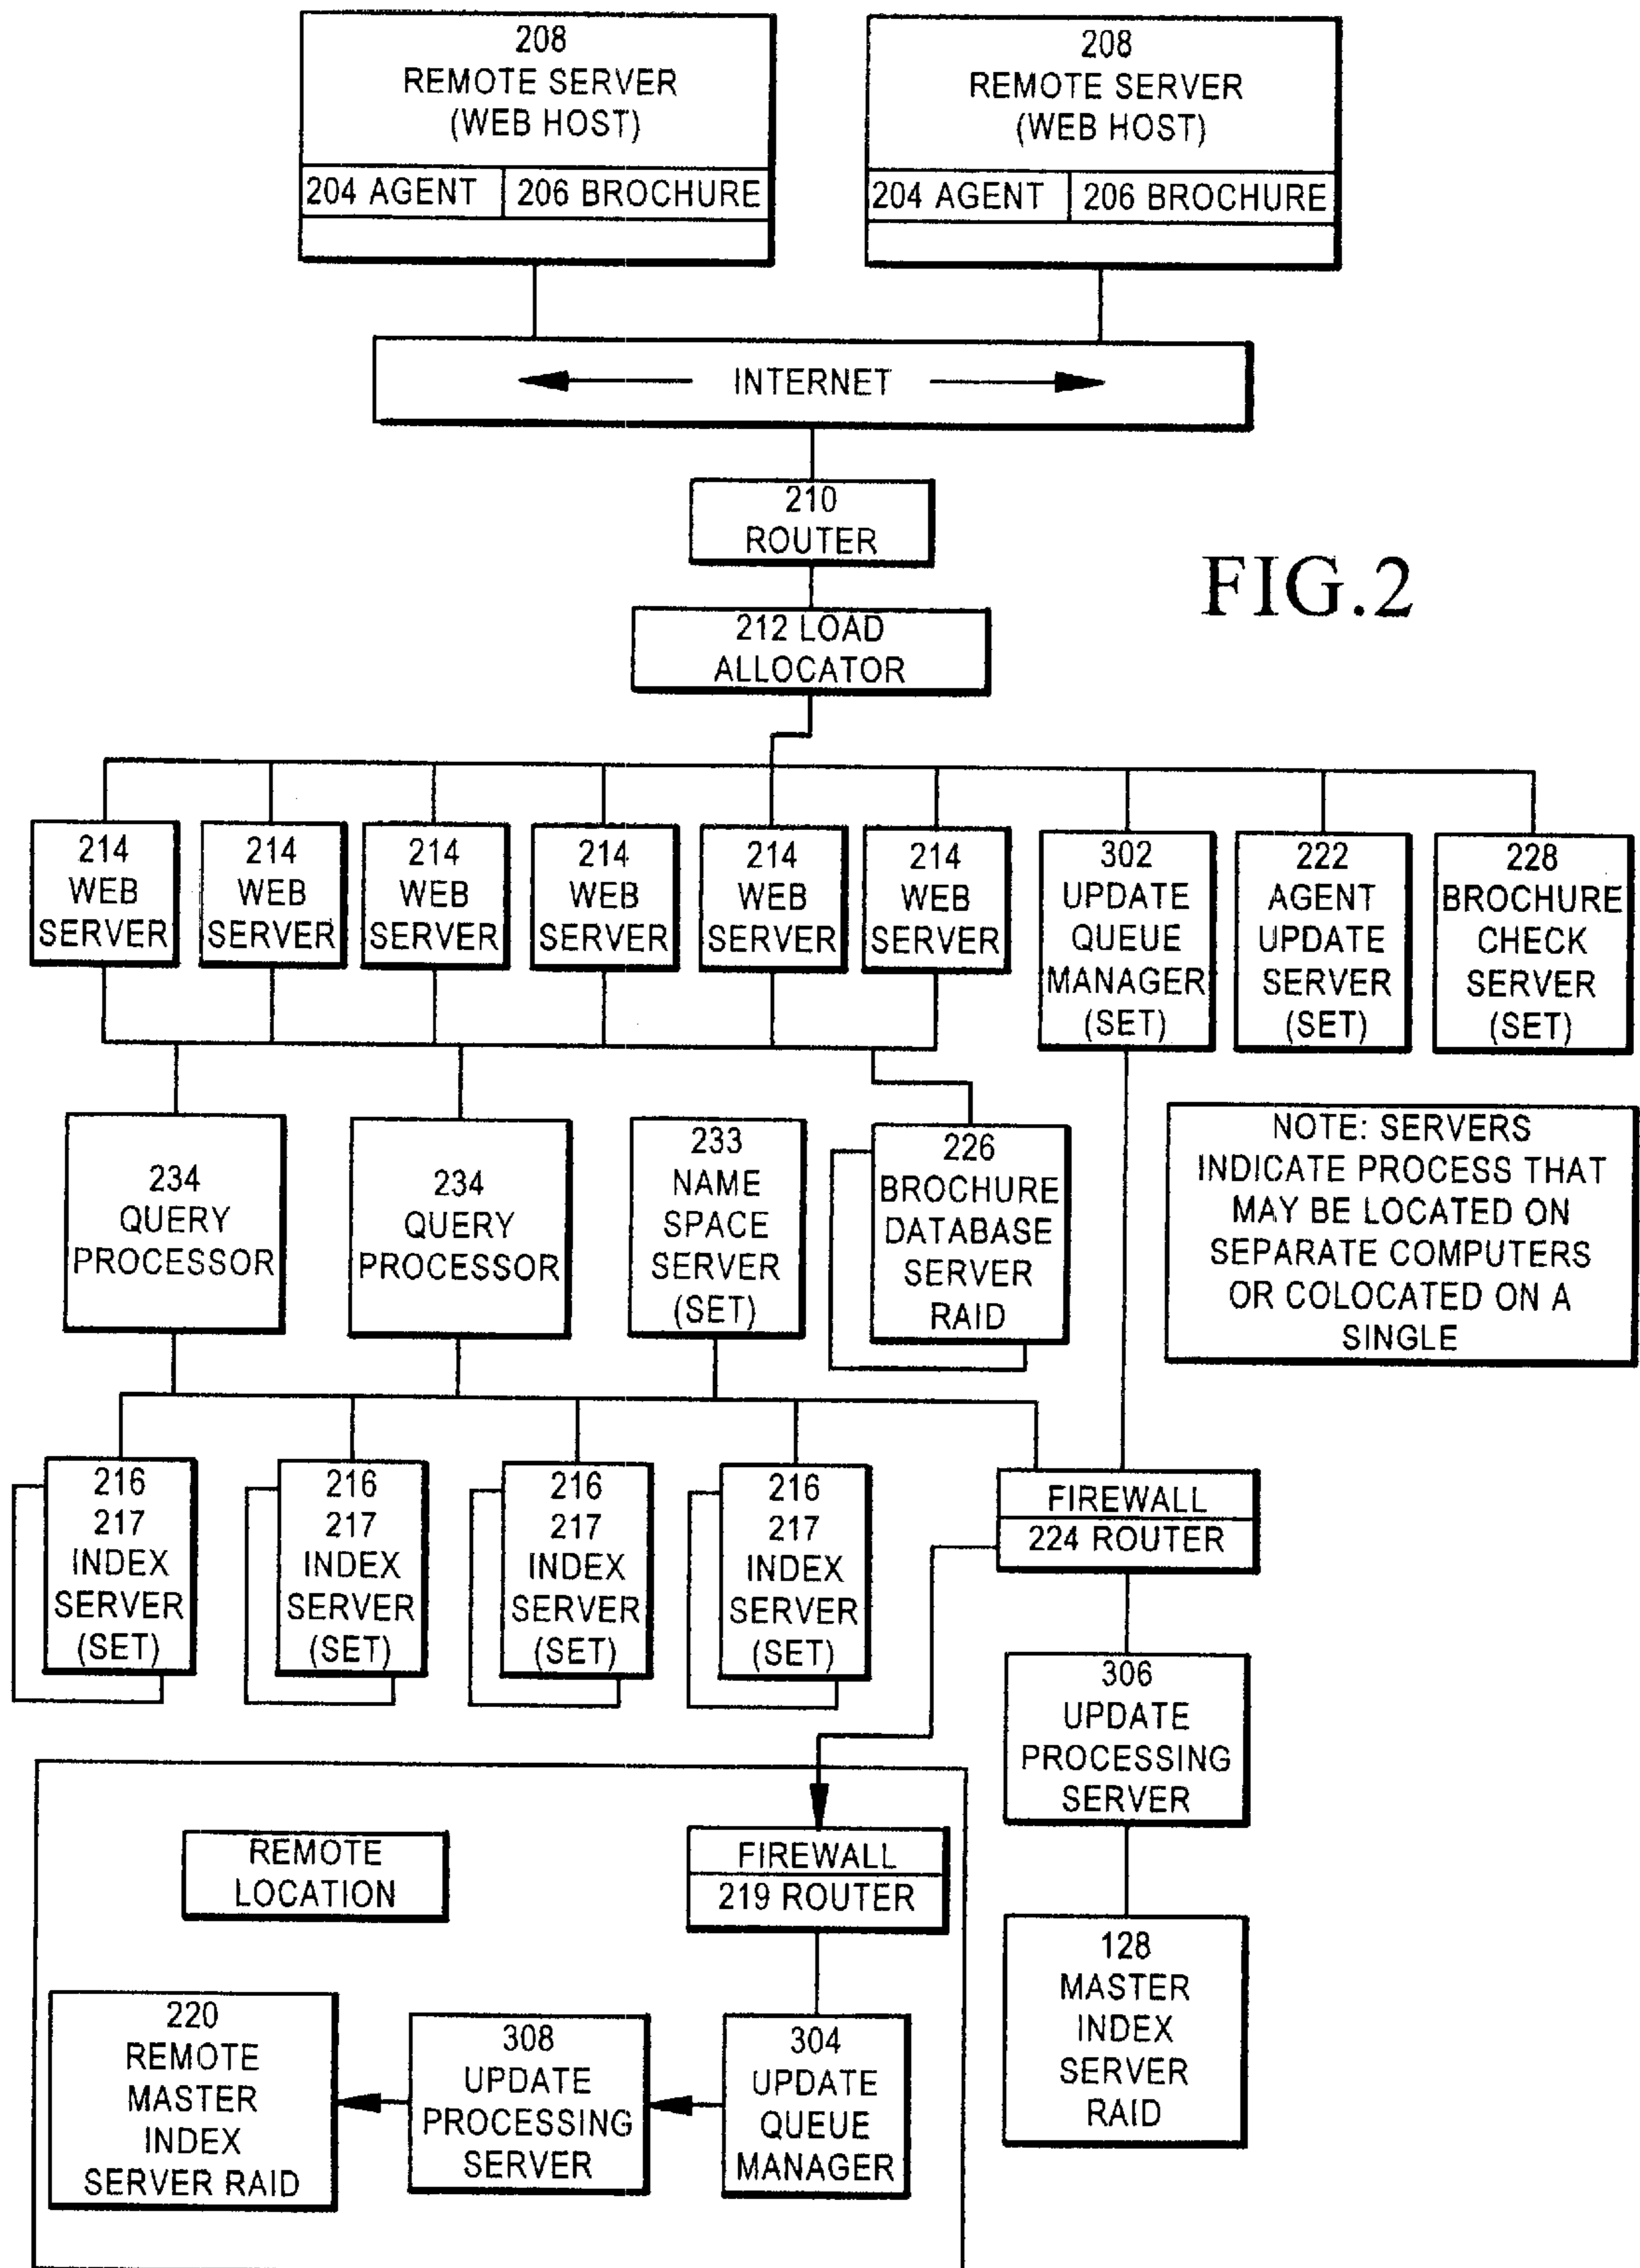 208
REMOTE SERVER
(WEB HOST)
204 AGENT
206 BROCHURE
208
REMOTE SERVER
(WEB HOST)
204 AGENT
206 BROCHURE
INTERNET
210
ROUTER
FIG.2
212 LOAD
ALLOCATOR
214
WEB
SERVER
214
WEB
SERVER
214
WEB
SERVER
214
WEB
SERVER
214
WEB
SERVER
214
WEB
SERVER
302
UPDATE
QUEUE
MANAGER
(SET)
222
AGENT
UPDATE
SERVER
(SET)
228
BROCHURE
CHECK
SERVER
(SET)
234
QUERY
PROCESSOR
234
QUERY
PROCESSOR
233
NAME
SPACE
SERVER
(SET)
226
BROCHURE
DATABASE
SERVER
RAID
NOTE: SERVERS
INDICATE PROCESS THAT
MAY BE LOCATED ON
SEPARATE COMPUTERS
OR COLOCATED ON A
SINGLE
216
217
INDEX
SERVER
(SET)
216
217
INDEX
SERVER
(SET)
216
217
INDEX
SERVER
(SET)
216
217
INDEX
SERVER
(SET)
FIREWALL
224 ROUTER
306
UPDATE
PROCESSING
SERVER
128
MASTER
INDEX
SERVER
RAID
REMOTE
LOCATION
FIREWALL
219 ROUTER
220
REMOTE
MASTER
INDEX
SERVER RAID
308
UPDATE
PROCESSING
SERVER
304
UPDATE
QUEUE
MANAGER